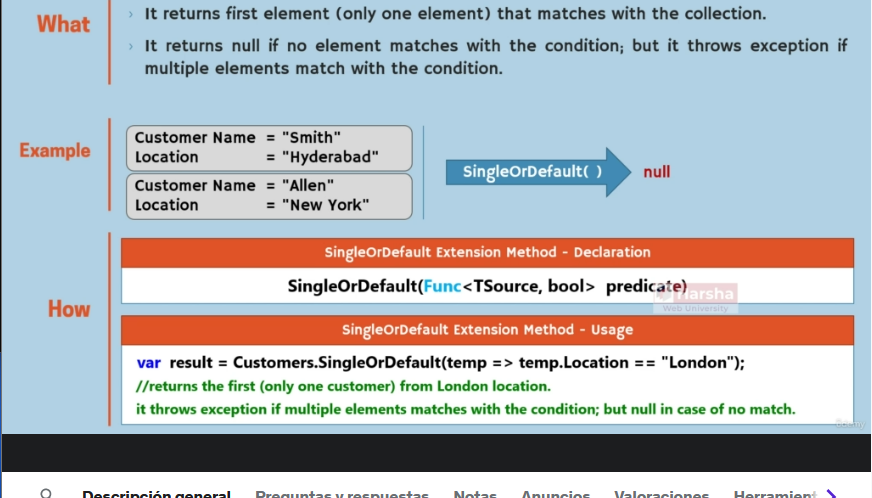 What
› It returns first element (only one element) that matches with the collection.
› It returns null if no element matches with the condition; but it throws exception if
multiple elements match with the condition.
Example
Customer Name = "Smith"
Location = "Hyderabad"
Customer Name = "Allen"
Location = "New York"
SingleOrDefault( )
null
How
SingleOrDefault Extension Method - Declaration
SingleOrDefault(Func<TSource, bool> predicate)
Harsha
Web University
SingleOrDefault Extension Method - Usage
var result = Customers.SingleOrDefault(temp => temp.Location == "London");
//returns the first (only one customer) from London location.
it throws exception if multiple elements matches with the condition; but null in case of no match.
Udemy
Descripción general Preguntas y respuestas Notas Anuncios Valoraciones